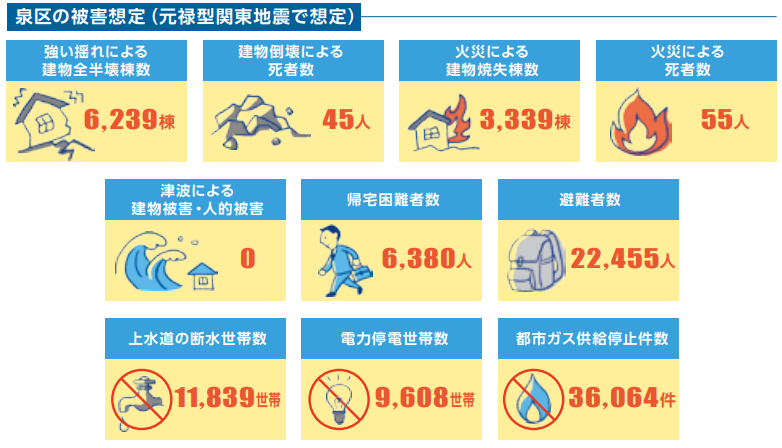 泉区の被害想定（元禄型関東地震で想定）
強い揺れによる
建物全半壊棟数
6,239棟
建物倒壊による
死者数
45人
火災による
建物焼失棟数
3,339棟
火災による
死者数
55人
津波による
建物被害・人的被害
0
帰宅困難者数
6,380人
避難者数
22,455人
上水道の断水世帯数
11,839世帯
電力停電世帯数
9,608世帯
都市ガス供給停止件数
36,064件